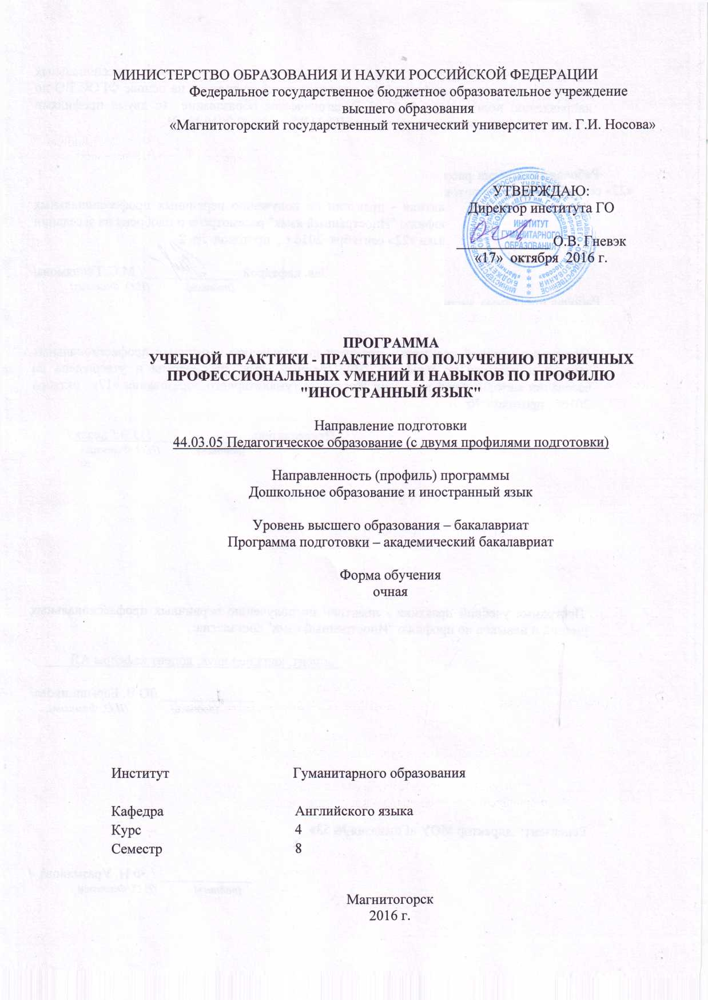 МИНИСТЕРСТВО ОБРАЗОВАНИЯ И НАУКИ РОССИЙСКОЙ ФЕДЕРАЦИИ
Федеральное государственное бюджетное образовательное учреждение
высшего образования
«Магнитогорский государственный технический университет им. Г.И. Носова»
УТВЕРЖДАЮ:
Директор института ГО
ИНСТИТУТ
ГУМАНИТАРНОГО
ОБРАЗОВАНИЯ
О.В. Гневэк
«17» октября 2016 г.
ПРОГРАММА
УЧЕБНОЙ ПРАКТИКИ - ПРАКТИКИ ПО ПОЛУЧЕНИЮ ПЕРВИЧНЫХ
ПРОФЕССИОНАЛЬНЫХ УМЕНИЙ И НАВЫКОВ ПО ПРОФИЛЮ
"ИНОСТРАННЫЙ ЯЗЫК"
Направление подготовки
44.03.05 Педагогическое образование (с двумя профилями подготовки)
Направленность (профиль) программы
Дошкольное образование и иностранный язык
Уровень высшего образования – бакалавриат
Программа подготовки – академический бакалавриат
Форма обучения
очная
Институт Гуманитарного образования
Кафедра Английского языка
Курс 4
Семестр 8
Магнитогорск
2016 г.